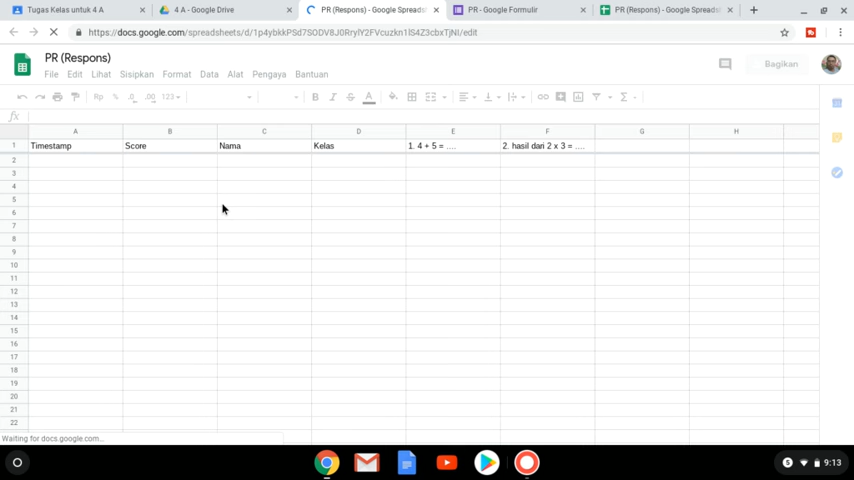 Tugas Kelas untuk 4 A
4 A - Google Drive
PR (Respons) - Google Spreads
PR - Google Formulir
PR (Respons) - Google Spreads
https://docs.google.com/spreadsheets/d/1p4ybkkPSd7SODV8J0RrylY2FVcuzkn1lS4Z3cbxTjNI/edit
PR (Respons)
File Edit Lihat Sisipkan Format Data Alat Pengaya Bantuan
Bagikan
Rp % .0 .00 123
B I S A
fx
A B C D E F G H
1 Timestamp Score Nama Kelas 1. 4 + 5 = .... 2. hasil dari 2 x 3 = ....
2
3
4
5
6
7
8
9
10
11
12
13
14
15
16
17
18
19
20
21
22
Waiting for docs.google.com...
S 9:13